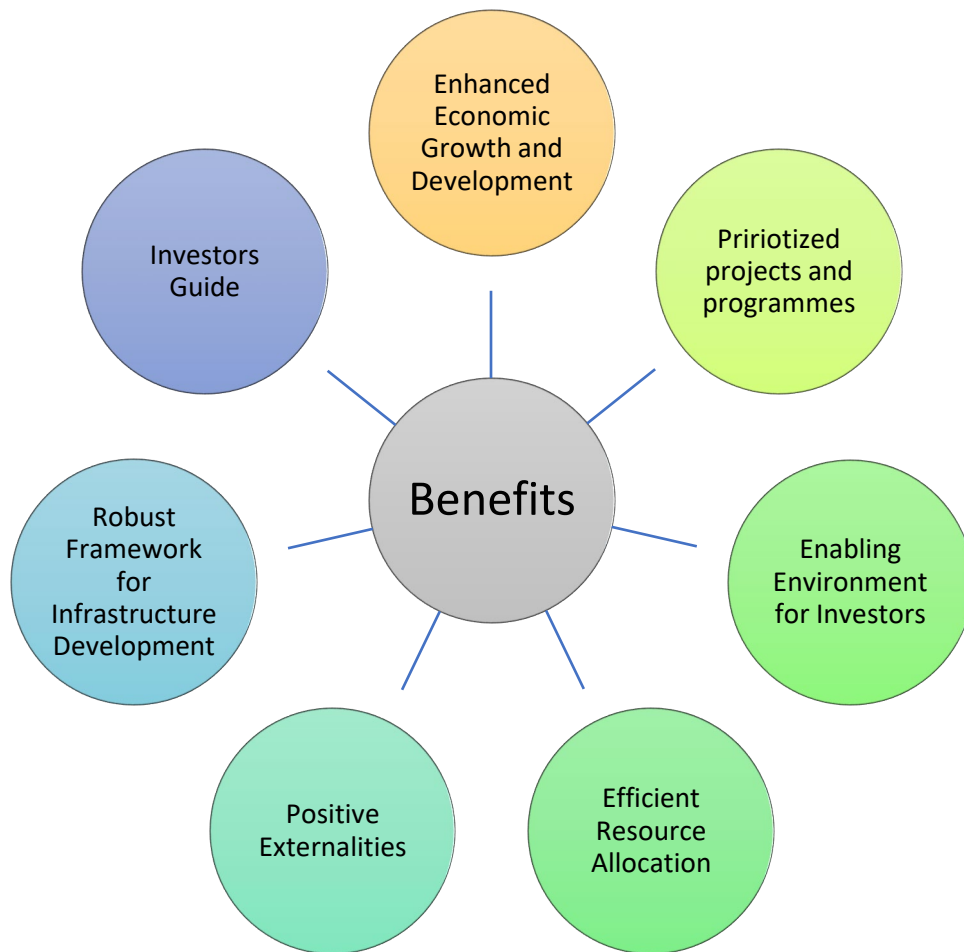 Enhanced
Economic
Growth and
Development
Pririotized
projects and
programmes
Enabling
Environment
for Investors
Efficient
Resource
Allocation
Positive
Externalities
Robust
Framework
for
Infrastructure
Development
Investors
Guide
Benefits